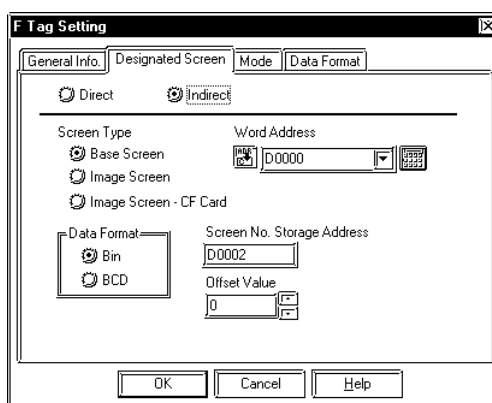 F Tag Setting
General Info. Designated Screen Mode Data Format
Direct Indirect
Screen Type Word Address
Base Screen D0000
Image Screen
Image Screen - CF Card
Data Format Screen No. Storage Address
Bin D0002
BCD Offset Value
0
OK Cancel Help